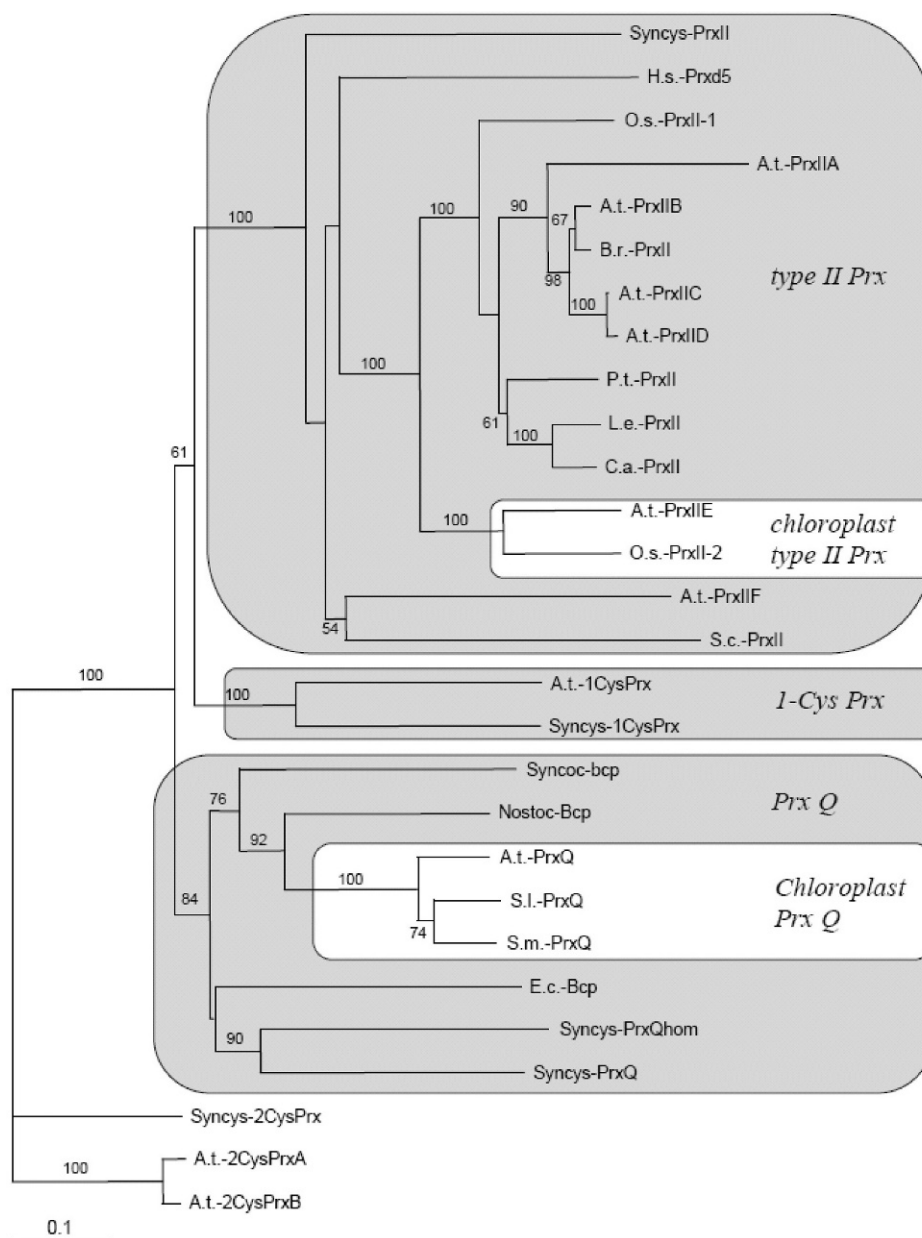 Syncys-PrxII
H.s.-Prxd5
O.s.-PrxII-1
A.t.-PrxIIA
100
90
A.t.-PrxIIB
100
67
B.r.-PrxII
type II Prx
98
A.t.-PrxIIC
100
A.t.-PrxIID
100
P.t.-PrxII
61
L.e.-PrxII
100
61
C.a.-PrxII
A.t.-PrxIIE
chloroplast
100
type II Prx
O.s.-PrxII-2
A.t.-PrxIIF
54
S.c.-PrxII
100
A.t.-1CysPrx
100
1-Cys Prx
Syncys-1CysPrx
Syncoc-bcp
76
Prx Q
Nostoc-Bcp
92
A.t.-PrxQ
100
Chloroplast
84
S.l.-PrxQ
Prx Q
74
S.m.-PrxQ
E.c.-Bcp
90
Syncys-PrxQhom
Syncys-PrxQ
Syncys-2CysPrx
A.t.-2CysPrxA
100
A.t.-2CysPrxB
0.1